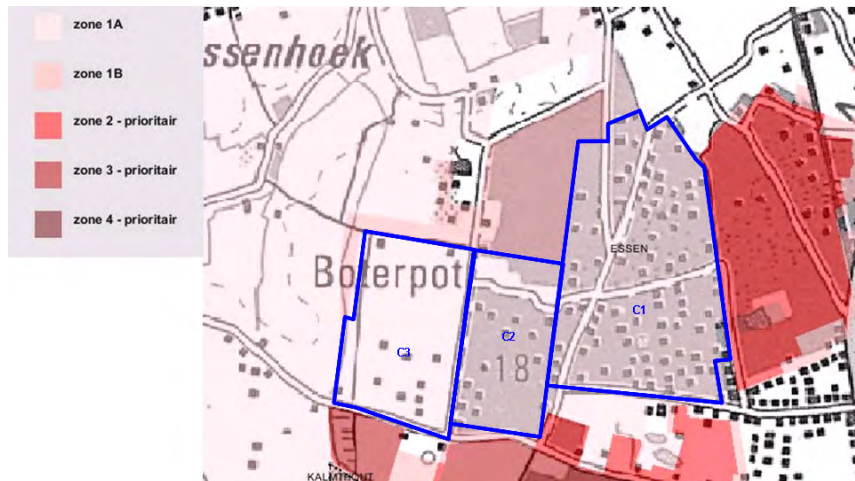 zone 1A
zone 1B
zone 2 - prioritair
zone 3 - prioritair
zone 4 - prioritair
ssenhoek
ESSEN
Boterpot
C1
C2
C3
18
KALMTHOUT